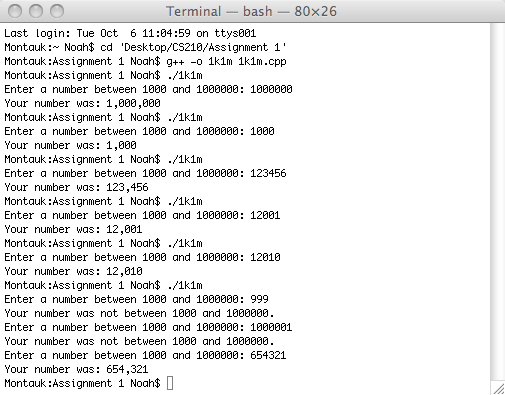 Terminal — bash — 80×26
Last login: Tue Oct  6 11:04:59 on ttys001
Montauk:~ Noah$ cd 'Desktop/CS210/Assignment 1'
Montauk:Assignment 1 Noah$ g++ -o 1k1m 1k1m.cpp
Montauk:Assignment 1 Noah$ ./1k1m
Enter a number between 1000 and 1000000: 1000000
Your number was: 1,000,000
Montauk:Assignment 1 Noah$ ./1k1m
Enter a number between 1000 and 1000000: 1000
Your number was: 1,000
Montauk:Assignment 1 Noah$ ./1k1m
Enter a number between 1000 and 1000000: 123456
Your number was: 123,456
Montauk:Assignment 1 Noah$ ./1k1m
Enter a number between 1000 and 1000000: 12001
Your number was: 12,001
Montauk:Assignment 1 Noah$ ./1k1m
Enter a number between 1000 and 1000000: 12010
Your number was: 12,010
Montauk:Assignment 1 Noah$ ./1k1m
Enter a number between 1000 and 1000000: 999
Your number was not between 1000 and 1000000.
Enter a number between 1000 and 1000000: 1000001
Your number was not between 1000 and 1000000.
Enter a number between 1000 and 1000000: 654321
Your number was: 654,321
Montauk:Assignment 1 Noah$